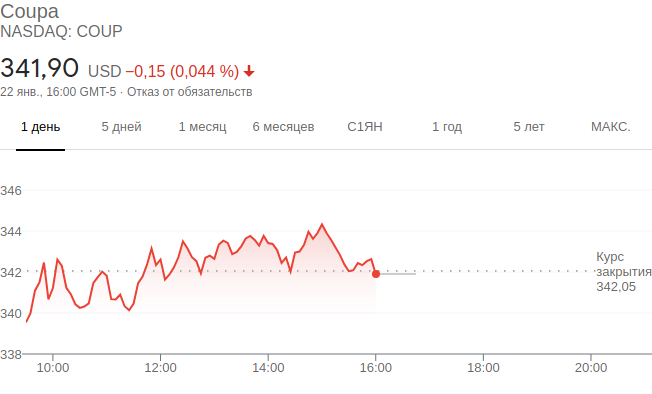 Coupa
NASDAQ: COUP
341,90 USD −0,15 (0,044 %)
22 янв., 16:00 GMT-5 · Отказ от обязательств
1 день 5 дней 1 месяц 6 месяцев С1ЯН 1 год 5 лет МАКС.
346
344
Курс
342 закрытия
342,05
340
338
10:00 12:00 14:00 16:00 18:00 20:00